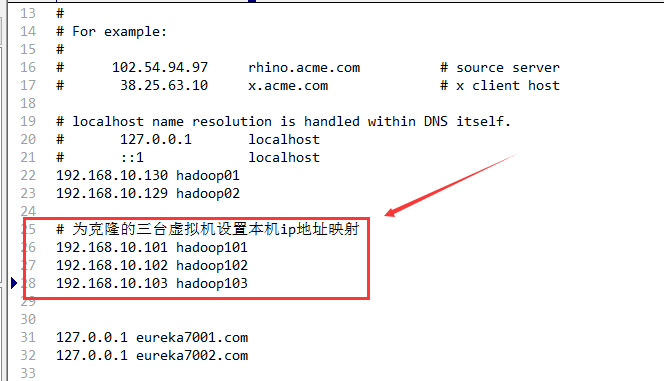 13 #
14 # For example:
15 #
16 # 102.54.94.97 rhino.acme.com # source server
17 # 38.25.63.10 x.acme.com # x client host
18
19 # localhost name resolution is handled within DNS itself.
20 # 127.0.0.1 localhost
21 # ::1 localhost
22 192.168.10.130 hadoop01
23 192.168.10.129 hadoop02
24
25 # 为克隆的三台虚拟机设置本机ip地址映射
26 192.168.10.101 hadoop101
27 192.168.10.102 hadoop102
28 192.168.10.103 hadoop103
29
30
31 127.0.0.1 eureka7001.com
32 127.0.0.1 eureka7002.com
33